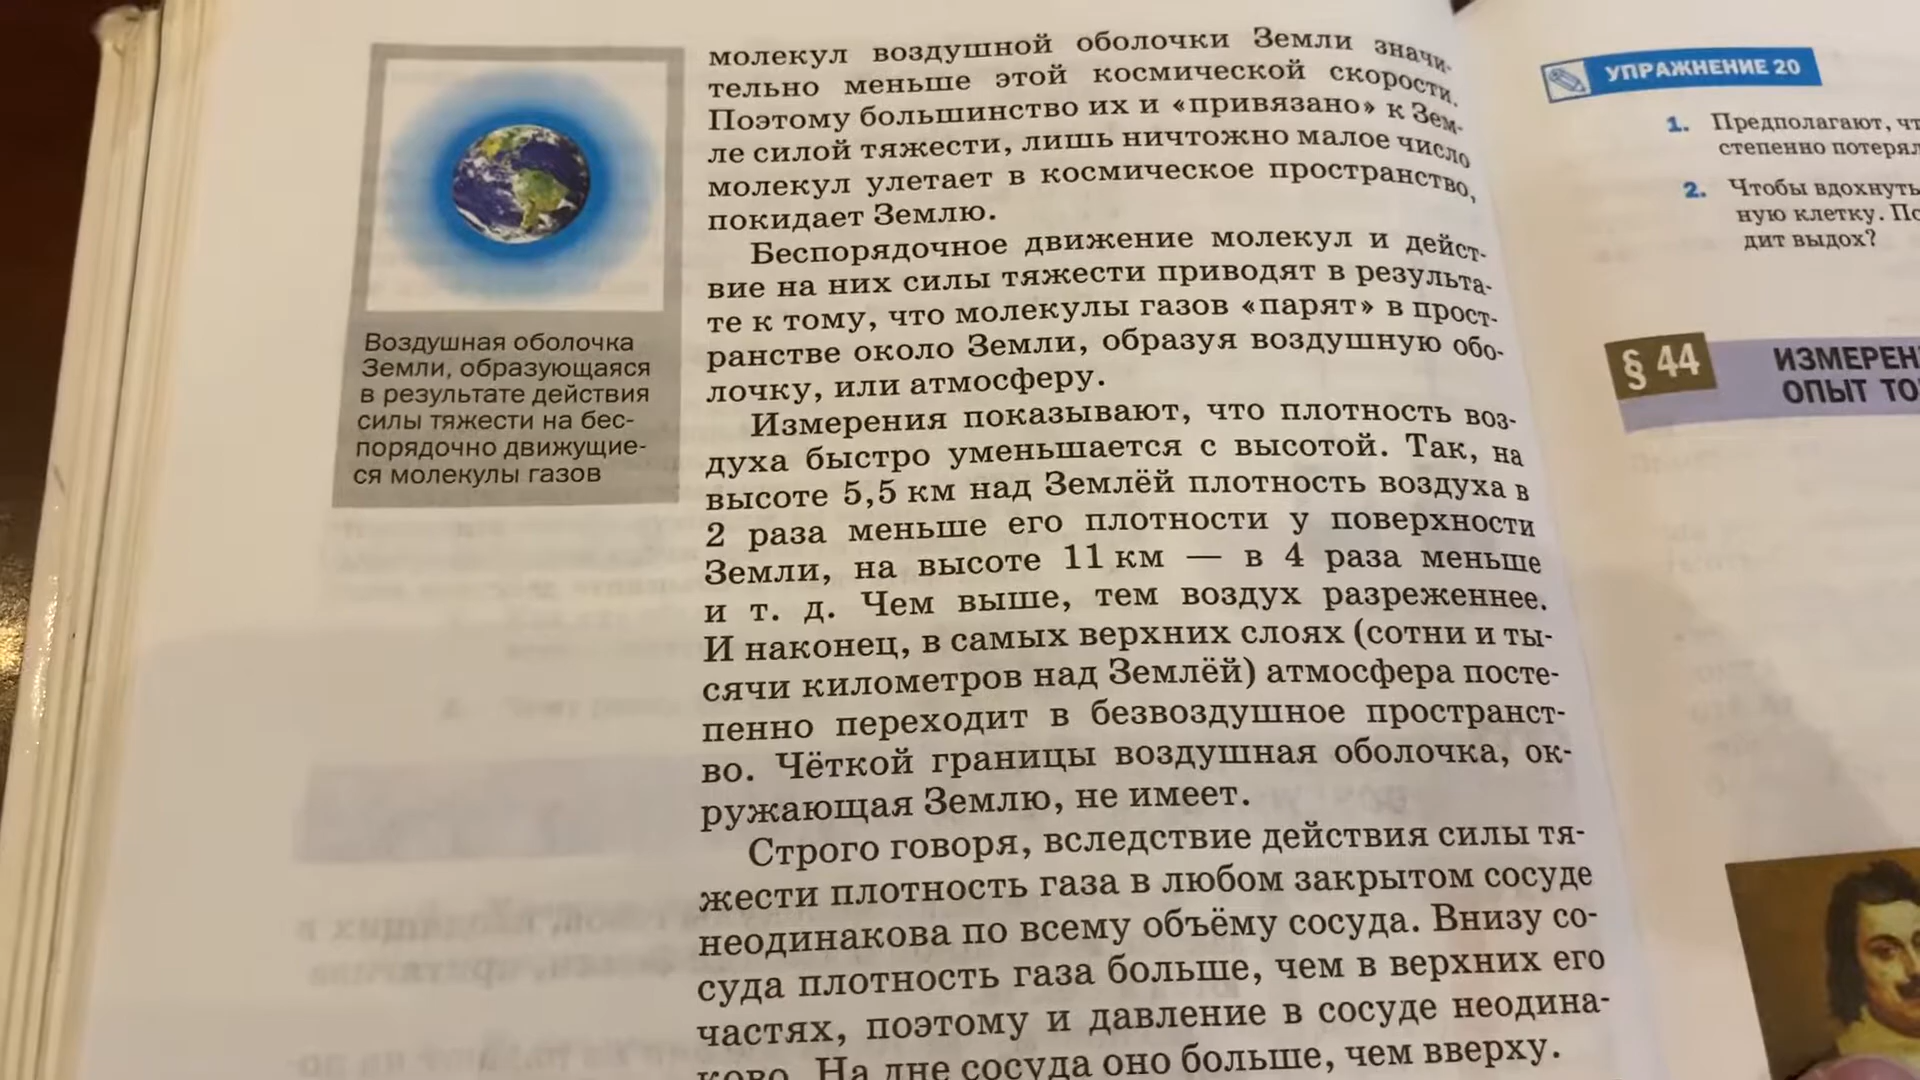 Воздушная оболочка
Земли, образующаяся
в результате действия
силы тяжести на бес-
порядочно движущие-
ся молекулы газов
молекул воздушной оболочки Земли значи-
тельно меньше этой космической скорости.
Поэтому большинство их и «привязано» к Зем-
ле силой тяжести, лишь ничтожно малое число
молекул улетает в космическое пространство,
покидает Землю.
Беспорядочное движение молекул и дейст-
вие на них силы тяжести приводят в результа-
те к тому, что молекулы газов «парят» в прост-
ранстве около Земли, образуя воздушную обо-
лочку, или атмосферу.
Измерения показывают, что плотность воз-
духа быстро уменьшается с высотой. Так, на
высоте 5,5 км над Землёй плотность воздуха в
2 раза меньше его плотности у поверхности
Земли, на высоте 11 км — в 4 раза меньше
и т. д. Чем выше, тем воздух разреженнее.
И наконец, в самых верхних слоях (сотни и ты-
сячи километров над Землёй) атмосфера посте-
пенно переходит в безвоздушное пространст-
во. Чёткой границы воздушная оболочка, ок-
ружающая Землю, не имеет.
Строго говоря, вследствие действия силы тя-
жести плотность газа в любом закрытом сосуде
неодинакова по всему объёму сосуда. Внизу со-
суда плотность газа больше, чем в верхних его
частях, поэтому и давление в сосуде неодина-
ково. На дне сосуда оно больше, чем вверху.
УПРАЖНЕНИЕ 20
1. Предполагают, чт
степенно потерял
2. Чтобы вдохнуть
ную клетку. По
дит выдох?
§ 44
ИЗМЕРЕН
ОПЫТ ТО